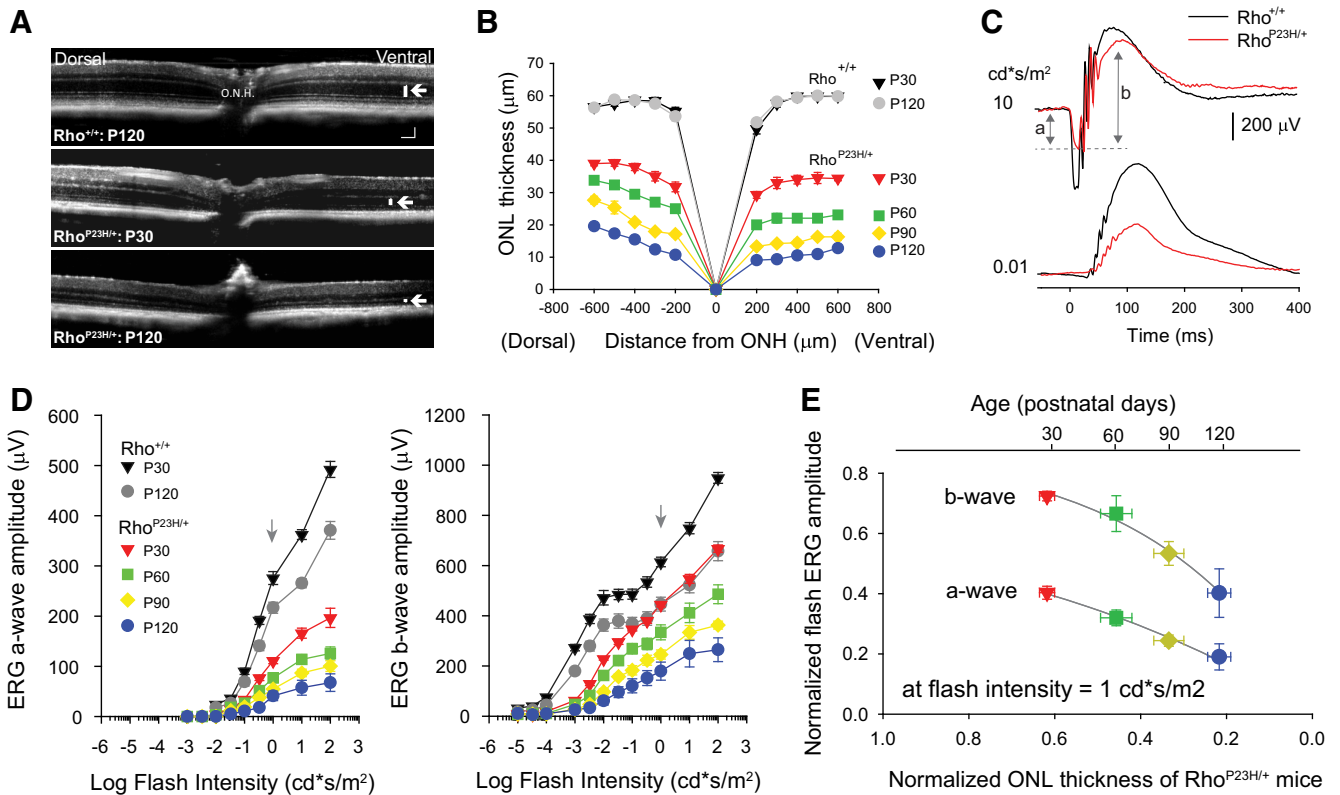 A
Dorsal
Ventral
O.N.H.
Rho+/+: P120
RhoP23H/+: P30
RhoP23H/+: P120
B
ONL thickness (μm)
70
60
50
40
30
20
10
0
Rho+/+
P30
P120
RhoP23H/+
P30
P60
P90
P120
-800 -600 -400 -200 0 200 400 600 800
(Dorsal) Distance from ONH (μm) (Ventral)
C
Rho+/+
RhoP23H/+
cd*s/m²
10
a
b
200 μV
0.01
0 100 200 300 400
Time (ms)
D
ERG a-wave amplitude (μV)
600
500
400
300
200
100
0
Rho+/+
P30
P120
RhoP23H/+
P30
P60
P90
P120
-6 -5 -4 -3 -2 -1 0 1 2 3
Log Flash Intensity (cd*s/m²)
ERG b-wave amplitude (μV)
1200
1000
800
600
400
200
0
-6 -5 -4 -3 -2 -1 0 1 2 3
Log Flash Intensity (cd*s/m²)
E
Age (postnatal days)
30 60 90 120
Normalized flash ERG amplitude
0.8
0.6
0.4
0.2
0.0
b-wave
a-wave
at flash intensity = 1 cd*s/m2
1.0 0.8 0.6 0.4 0.2 0.0
Normalized ONL thickness of RhoP23H/+ mice